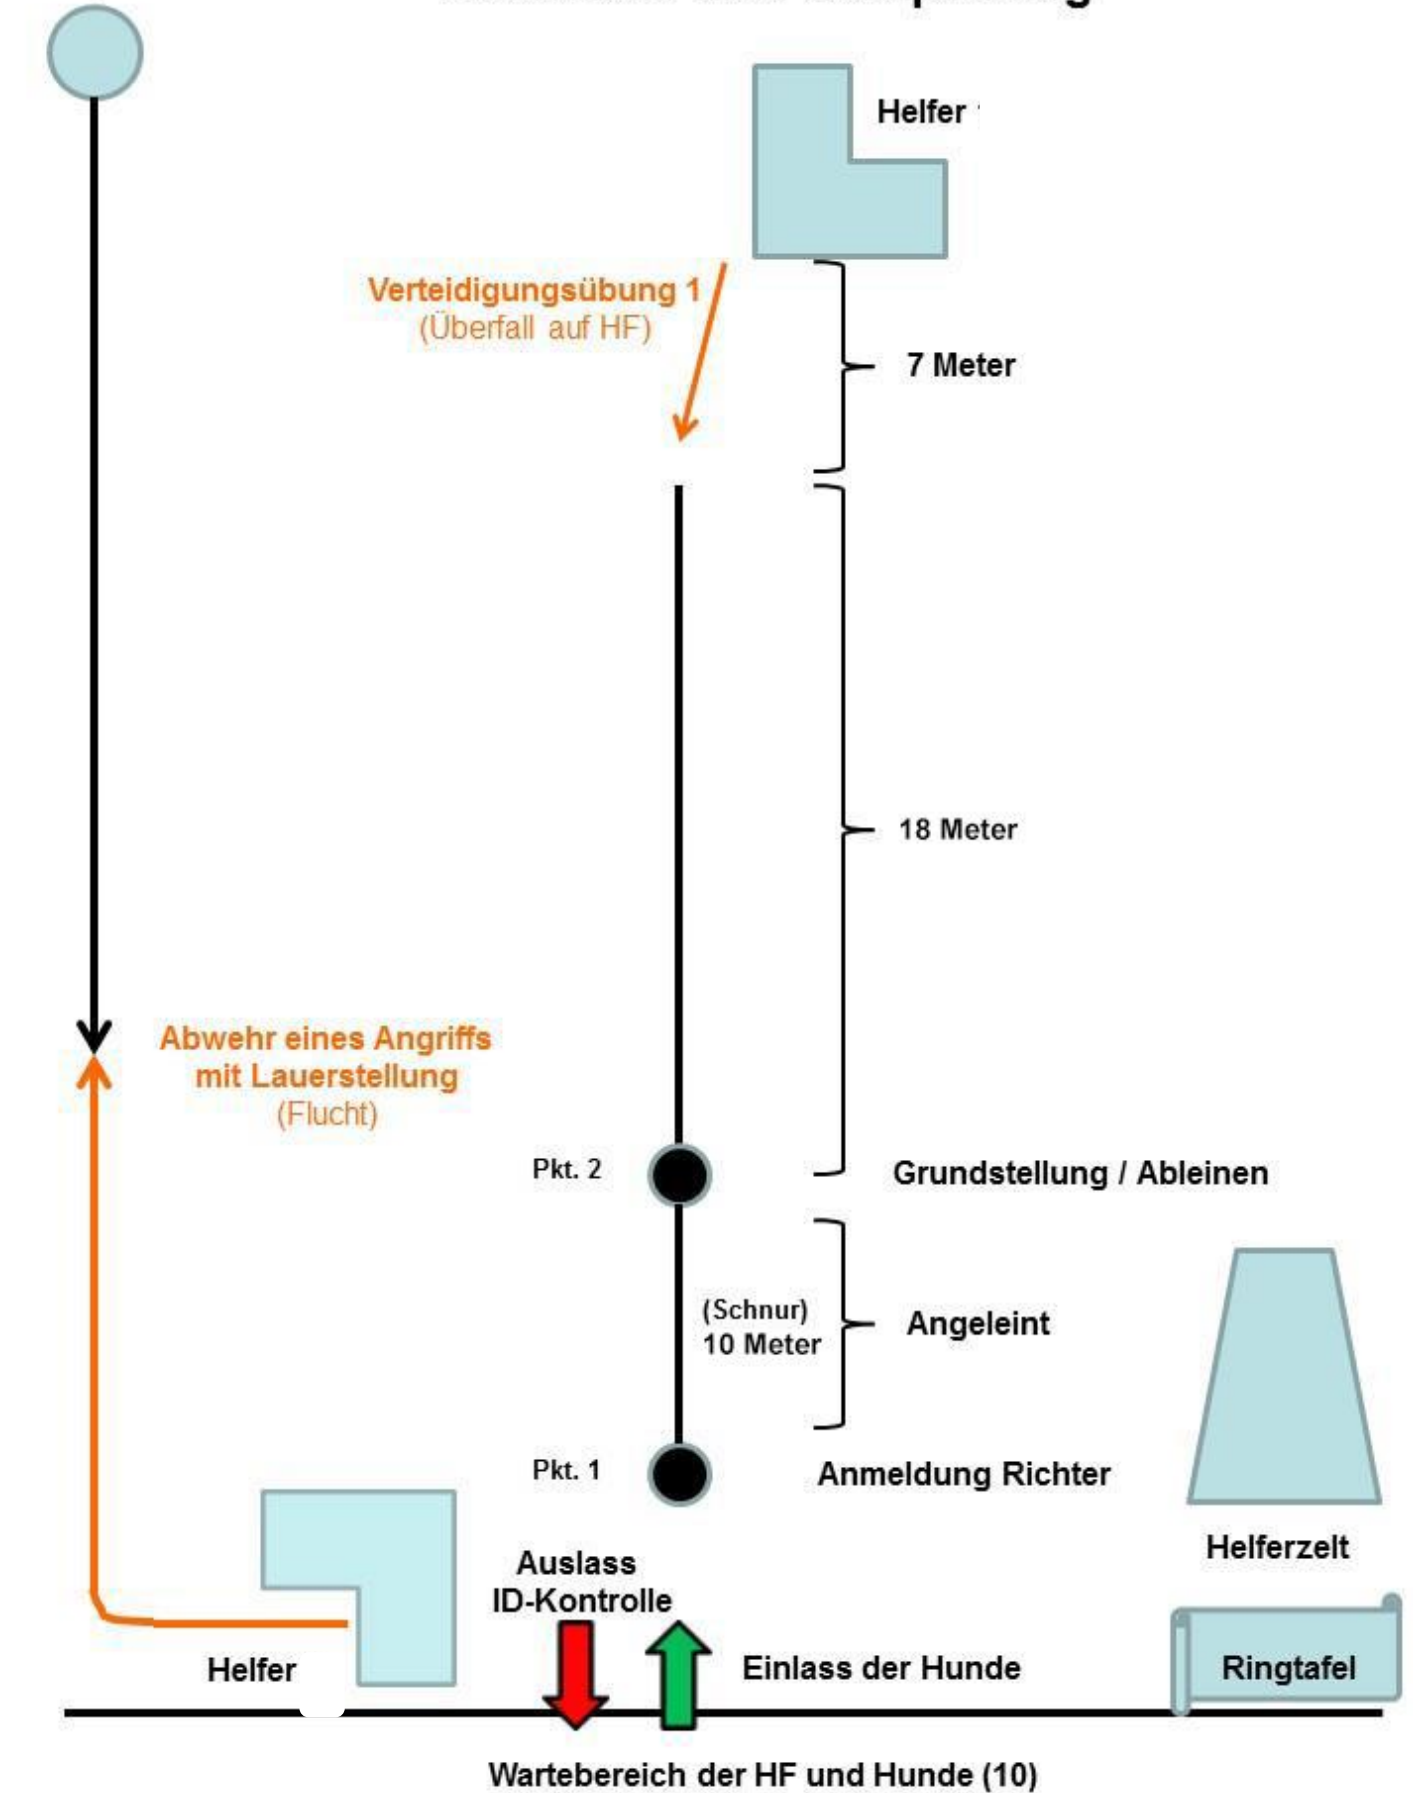 Helfer
Verteidigungsübung 1
(Überfall auf HF)
7 Meter
18 Meter
Abwehr eines Angriffs
mit Lauerstellung
(Flucht)
Pkt. 2
Grundstellung / Ableinen
(Schnur)
10 Meter
Angeleint
Pkt. 1
Anmeldung Richter
Helferzelt
Auslass
ID-Kontrolle
Helfer
Einlass der Hunde
Ringtafel
Wartebereich der HF und Hunde (10)